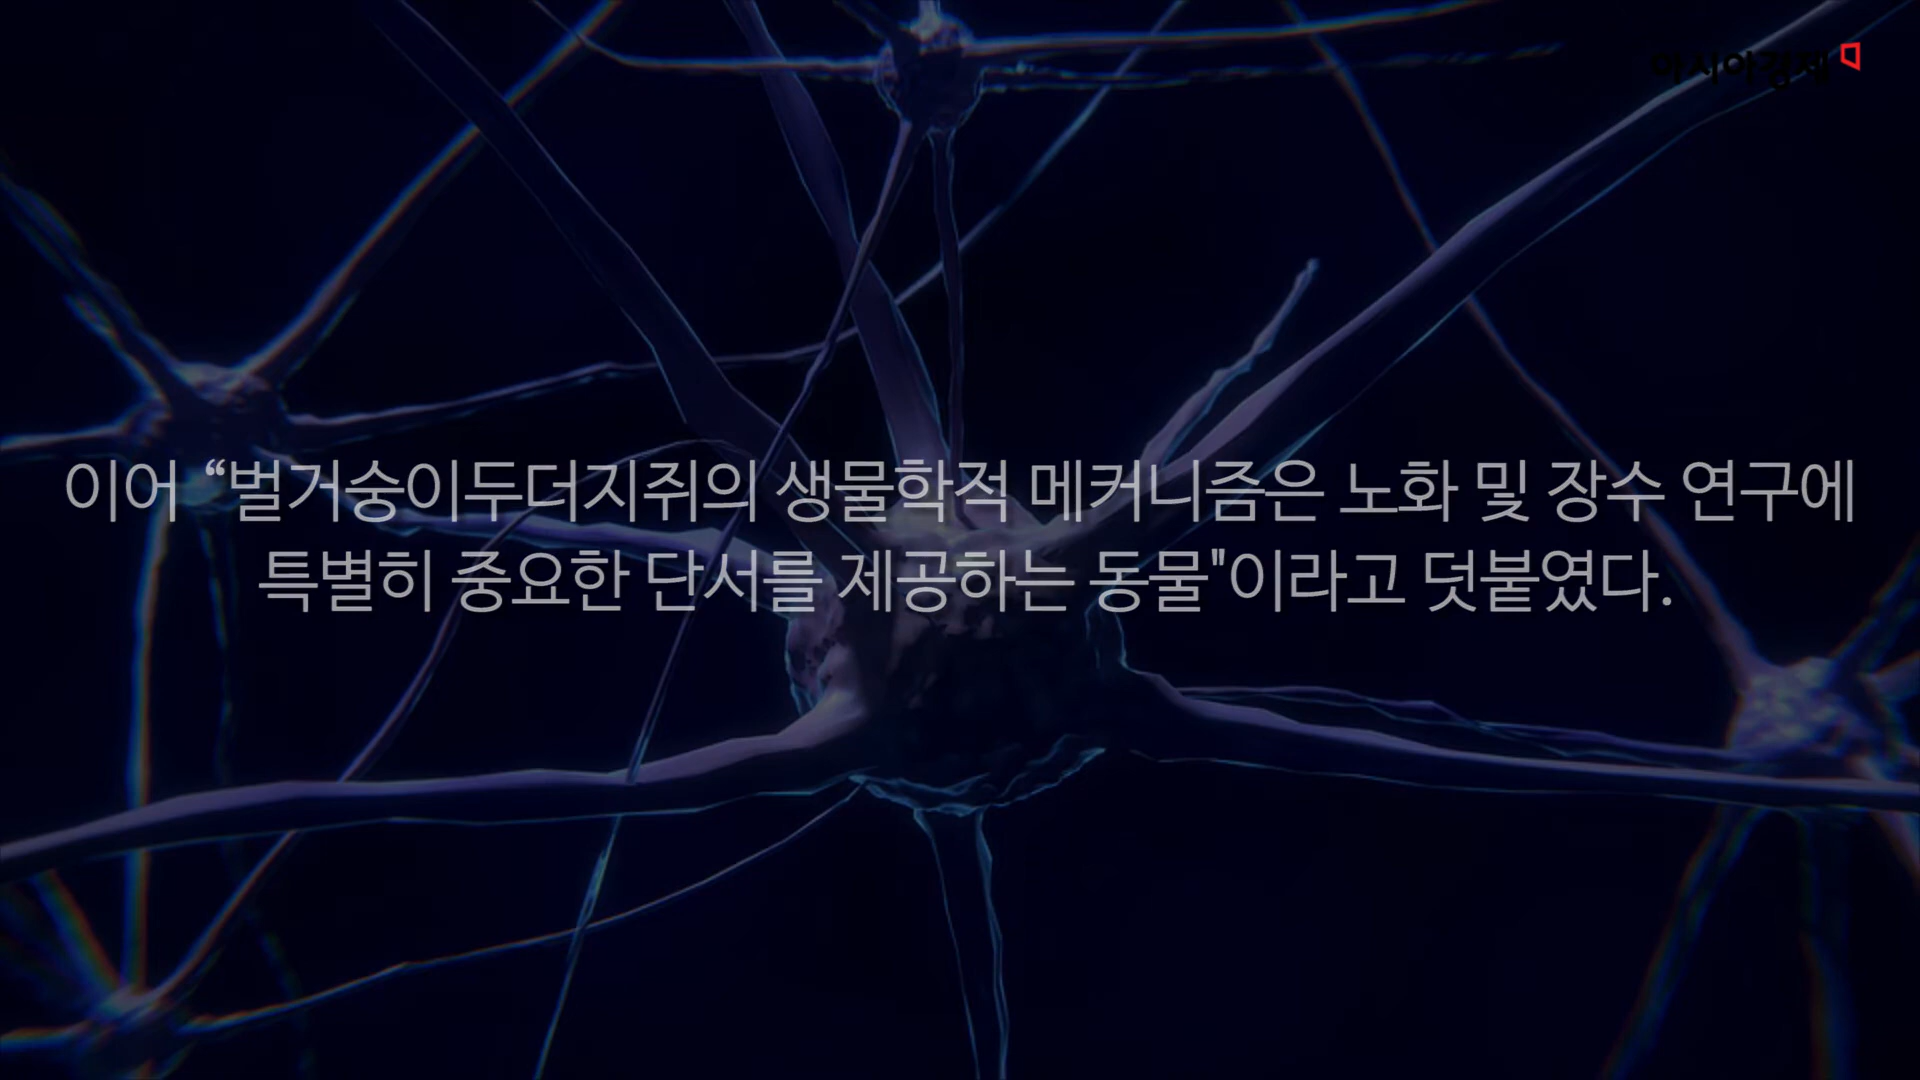 아시아경제
이어 “벌거숭이두더지쥐의 생물학적 메커니즘은 노화 및 장수 연구에
특별히 중요한 단서를 제공하는 동물"이라고 덧붙였다.